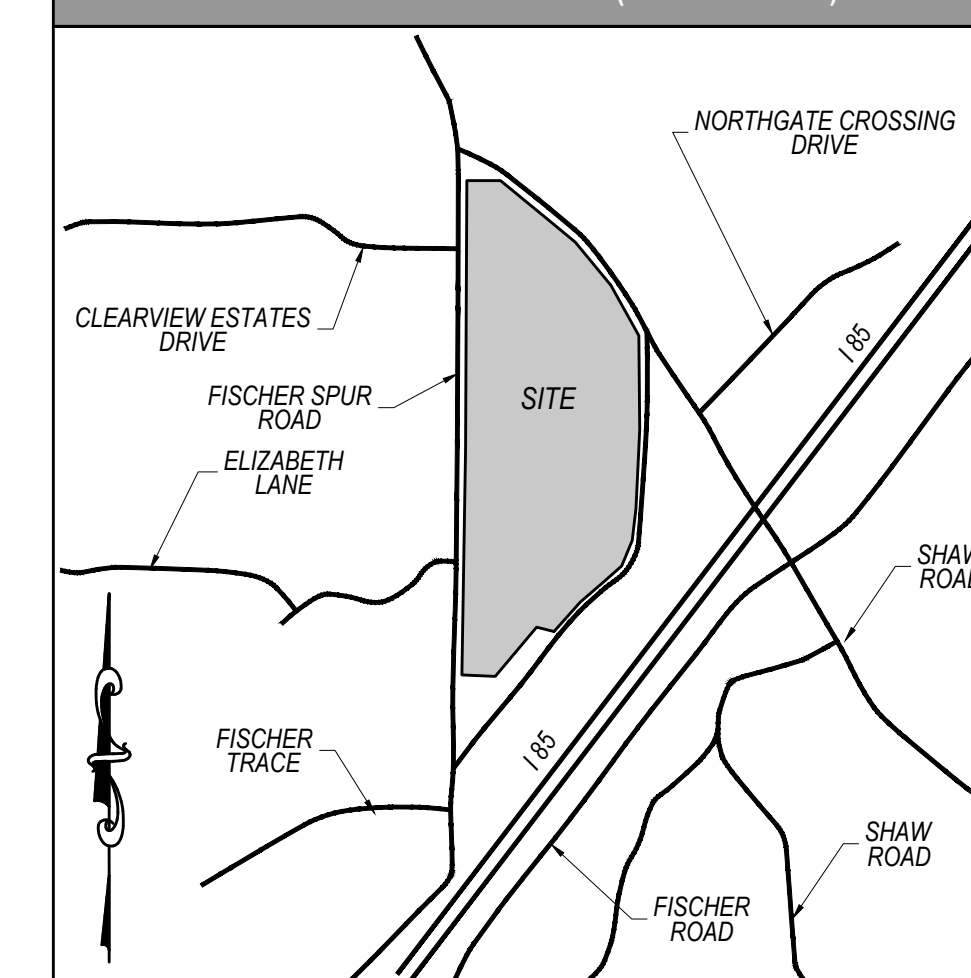 NORTHGATE CROSSING
DRIVE
I 85
CLEARVIEW ESTATES
DRIVE
FISCHER SPUR
ROAD
SITE
ELIZABETH
LANE
I 85
FISCHER
TRACE
SHAW
ROAD
FISCHER
ROAD